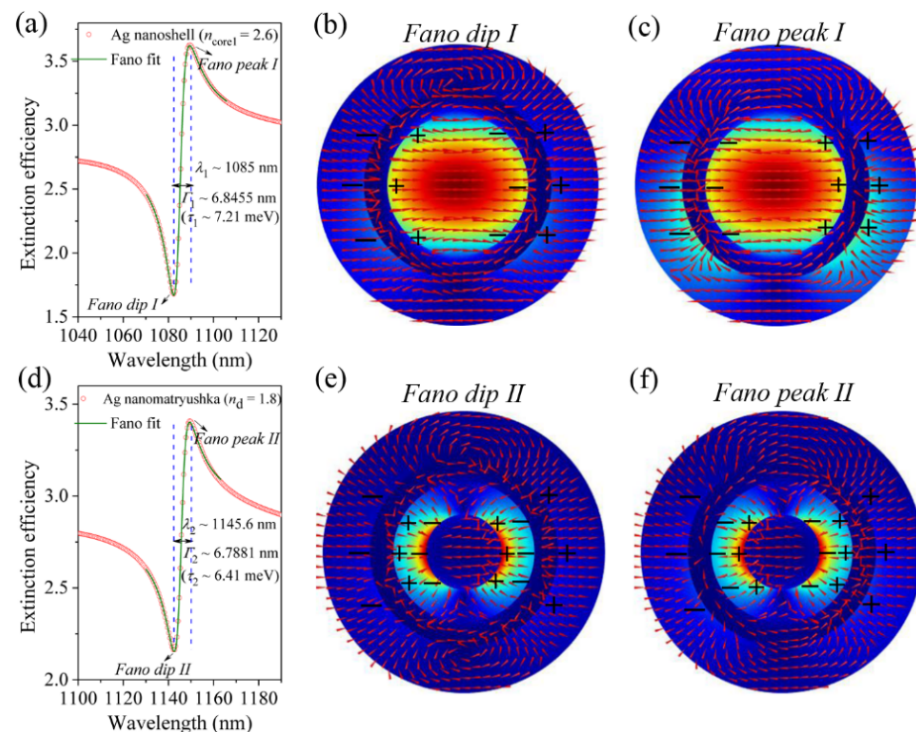 (a)
Ag nanoshell (n_core1 = 2.6)
Fano fit
Fano peak I
λ1 ~ 1085 nm
Γ1 ~ 6.8455 nm
(τ1 ~ 7.21 meV)
Fano dip I
Extinction efficiency
3.5
3.0
2.5
2.0
1.5
1040 1060 1080 1100 1120
Wavelength (nm)
(b)
Fano dip I
− + + 
− + − +
− + − +
(c)
Fano peak I
− + − +
− + − +
− + − +
(d)
Ag nanomatryushka (nd = 1.8)
Fano fit
Fano peak II
λ2 ~ 1145.6 nm
Γ2 ~ 6.7881 nm
(τ2 ~ 6.41 meV)
Fano dip II
Extinction efficiency
3.5
3.0
2.5
2.0
1100 1120 1140 1160 1180
Wavelength (nm)
(e)
Fano dip II
− + − + − +
− + − + − +
− + − + − +
(f)
Fano peak II
− + − + − +
− + − + − +
− + − + − +